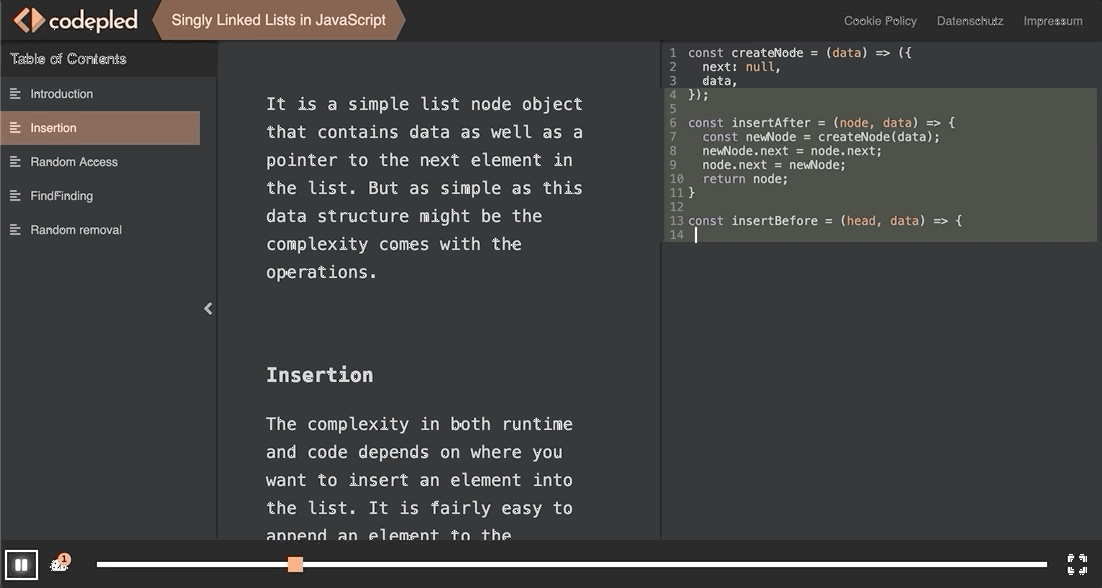 codepled
Singly Linked Lists in JavaScript
Cookie Policy
Datenschutz
Impressum
Table of Contents
Introduction
Insertion
Random Access
FindFinding
Random removal
It is a simple list node object
that contains data as well as a
pointer to the next element in
the list. But as simple as this
data structure might be the
complexity comes with the
operations.
Insertion
The complexity in both runtime
and code depends on where you
want to insert an element into
the list. It is fairly easy to
append an element to the
1 const createNode = (data) => ({
2   next: null,
3   data,
4 });
5
6 const insertAfter = (node, data) => {
7   const newNode = createNode(data);
8   newNode.next = node.next;
9   node.next = newNode;
10   return node;
11 }
12
13 const insertBefore = (head, data) => {
14
1